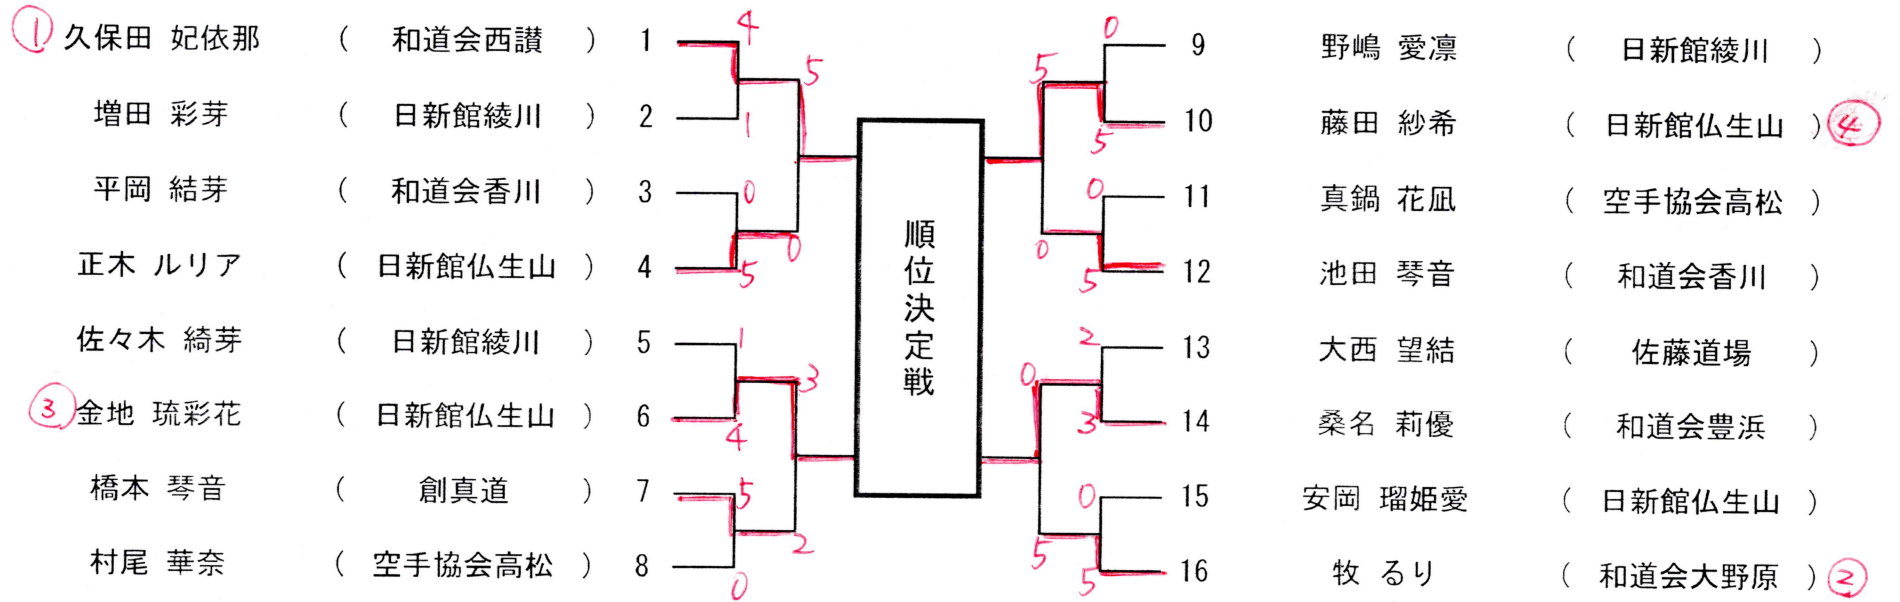 ① 久保田 妃依那 ( 和道会西讃 ) 1 4
増田 彩芽 ( 日新館綾川 ) 2 1
5
平岡 結芽 ( 和道会香川 ) 3 0
正木 ルリア ( 日新館仏生山 ) 4 5
0
佐々木 綺芽 ( 日新館綾川 ) 5 1
③ 金地 琉彩花 ( 日新館仏生山 ) 6 4
3
橋本 琴音 ( 創真道 ) 7 5
村尾 華奈 ( 空手協会高松 ) 8 0
2
順位決定戦
0 9 野嶋 愛凛 ( 日新館綾川 )
5 10 藤田 紗希 ( 日新館仏生山 ) ④
5
0 11 真鍋 花凪 ( 空手協会高松 )
5 12 池田 琴音 ( 和道会香川 )
0
2 13 大西 望結 ( 佐藤道場 )
3 14 桑名 莉優 ( 和道会豊浜 )
0
0 15 安岡 瑠姫愛 ( 日新館仏生山 )
5 16 牧 るり ( 和道会大野原 ) ②
5